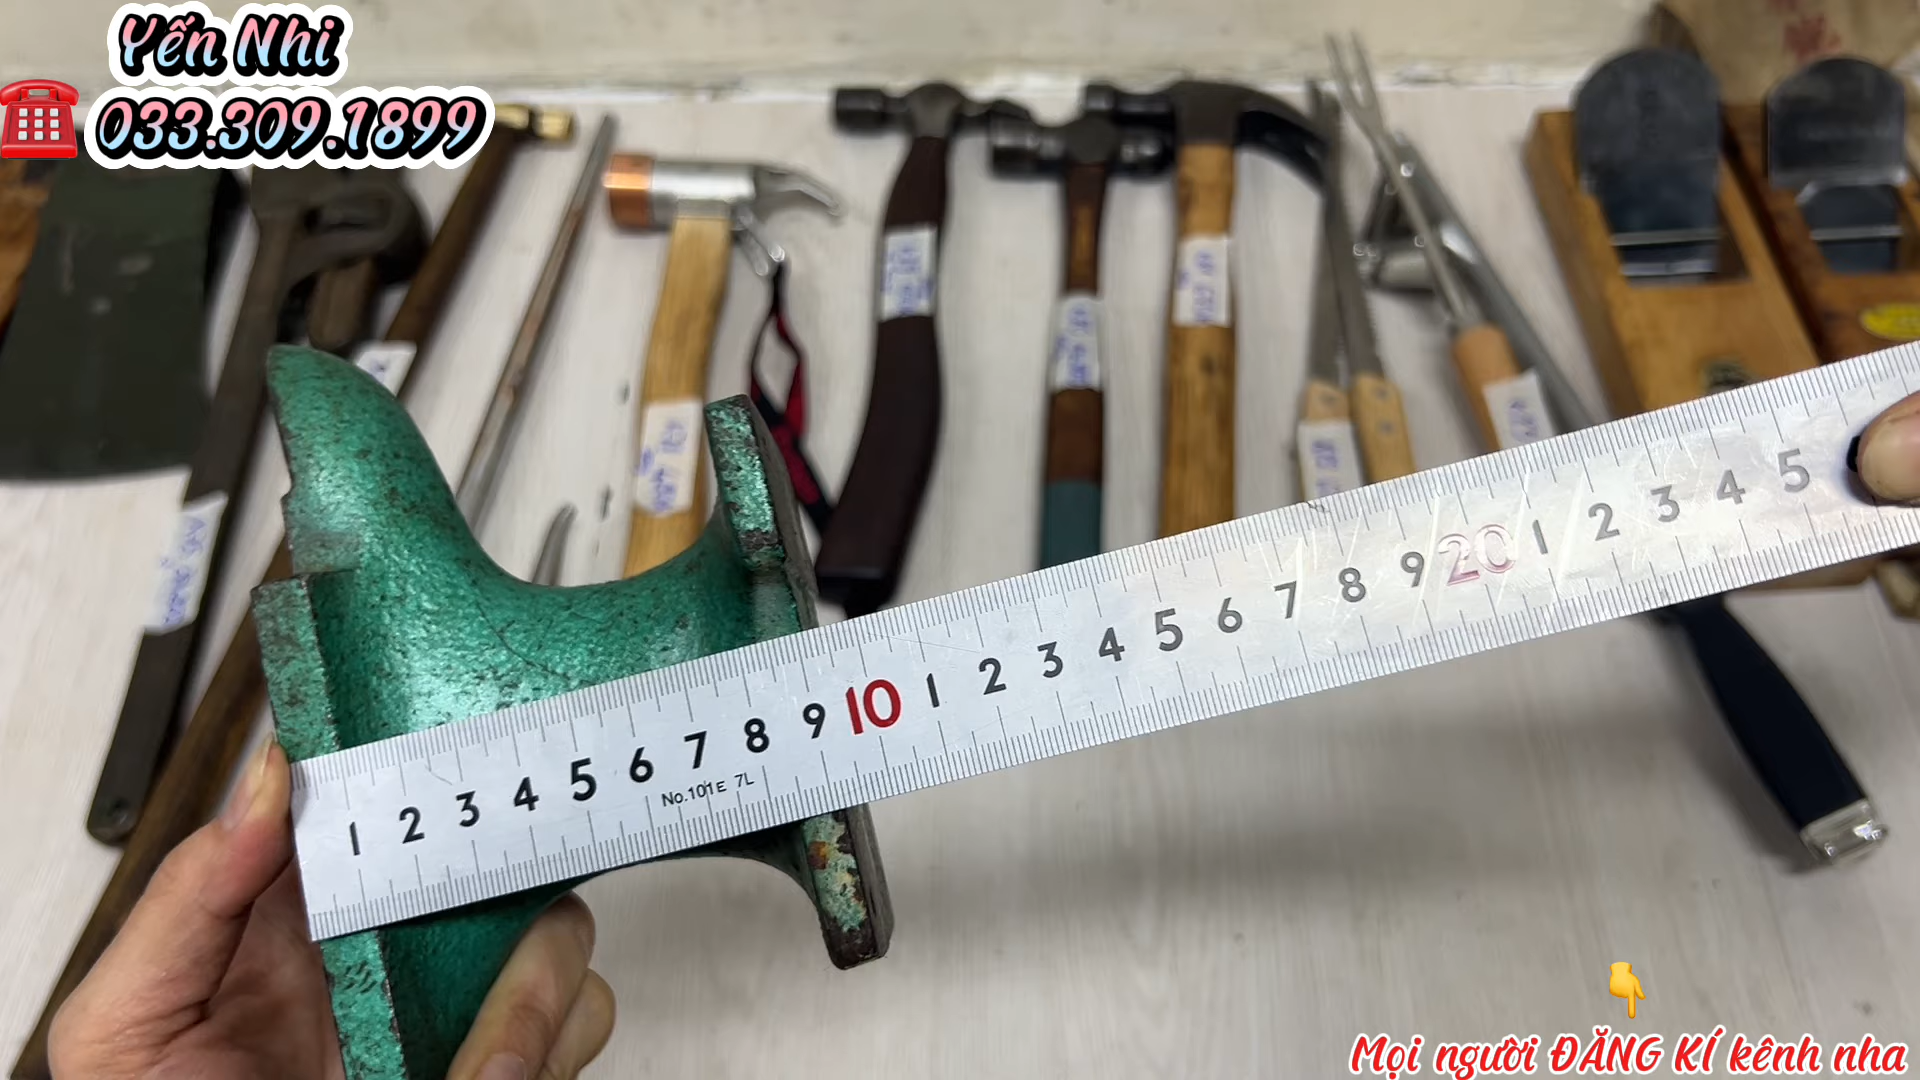 Yến Nhi
033.309.1899
1 2 3 4 5 6 7 8 9 10 1 2 3 4 5 6 7 8 9 20 1 2 3 4 5
No.101E 7L
Mọi người ĐĂNG KÍ kênh nha